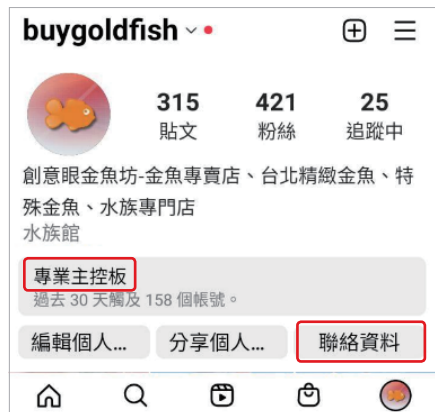 buygoldfish
315 421 25
貼文 粉絲 追蹤中
創意眼金魚坊-金魚專賣店、台北精緻金魚、特
殊金魚、水族專門店
水族館
專業主控板
過去 30 天觸及 158 個帳號。
編輯個人... 分享個人... 聯絡資料